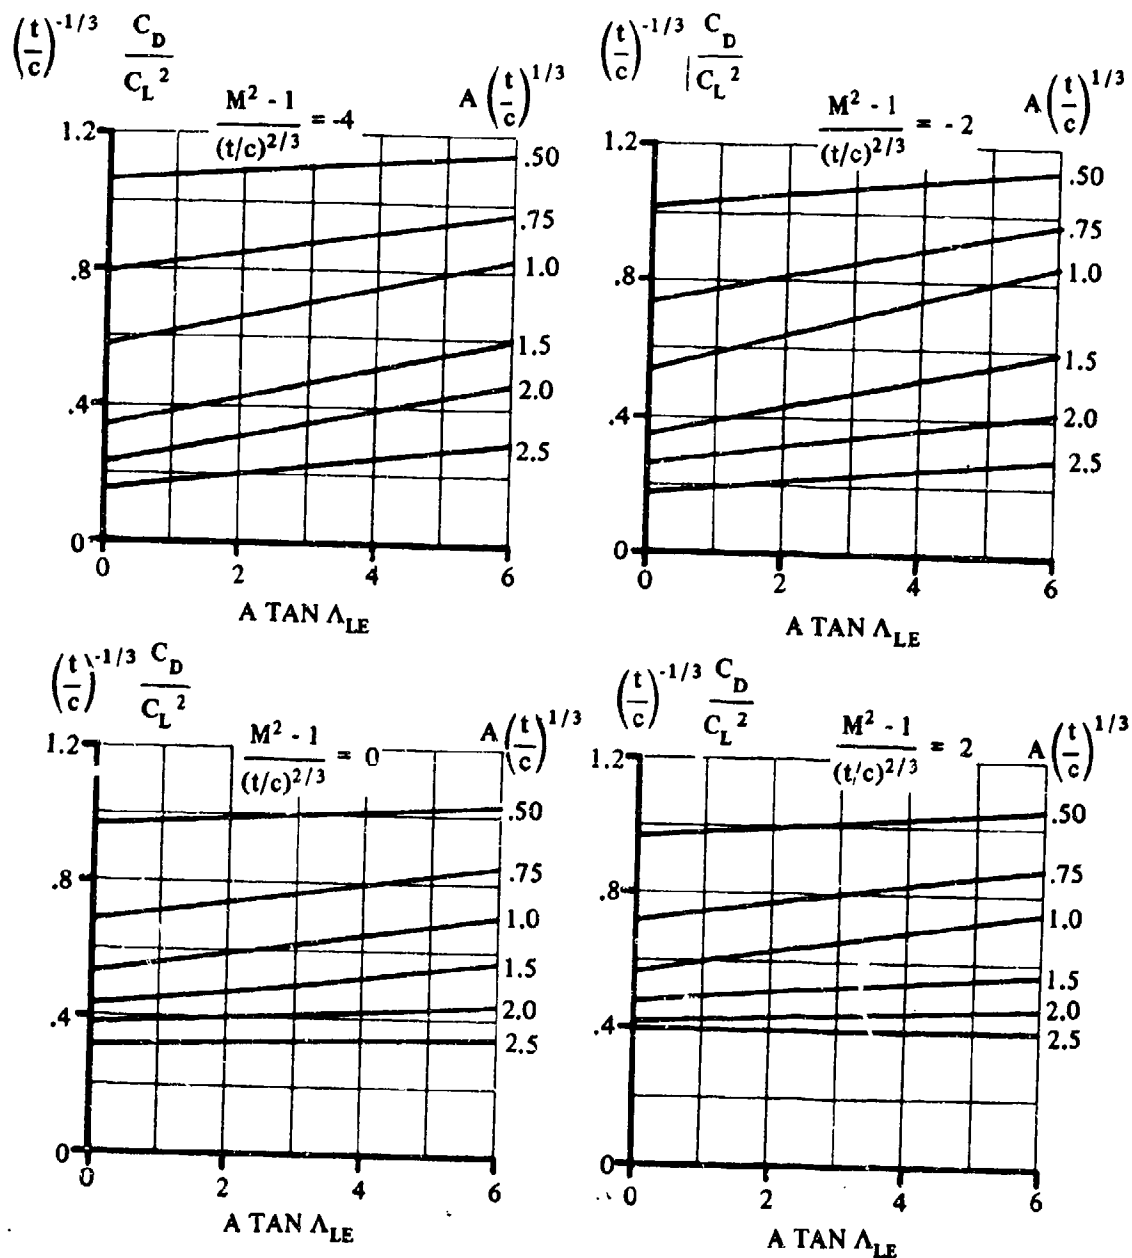 (t/c)^-1/3 C_D/C_L^2
M^2 - 1/(t/c)^2/3 = -4
A(t/c)^1/3
1.2
.8
.4
0
.50
.75
1.0
1.5
2.0
2.5
0 2 4 6
A TAN Λ_LE
(t/c)^-1/3 C_D/C_L^2
M^2 - 1/(t/c)^2/3 = -2
A(t/c)^1/3
1.2
.8
.4
0
.50
.75
1.0
1.5
2.0
2.5
0 2 4 6
A TAN Λ_LE
(t/c)^-1/3 C_D/C_L^2
M^2 - 1/(t/c)^2/3 = 0
A(t/c)^1/3
1.2
.8
.4
0
.50
.75
1.0
1.5
2.0
2.5
0 2 4 6
A TAN Λ_LE
(t/c)^-1/3 C_D/C_L^2
M^2 - 1/(t/c)^2/3 = 2
A(t/c)^1/3
1.2
.8
.4
0
.50
.75
1.0
1.5
2.0
2.5
0 2 4 6
A TAN Λ_LE